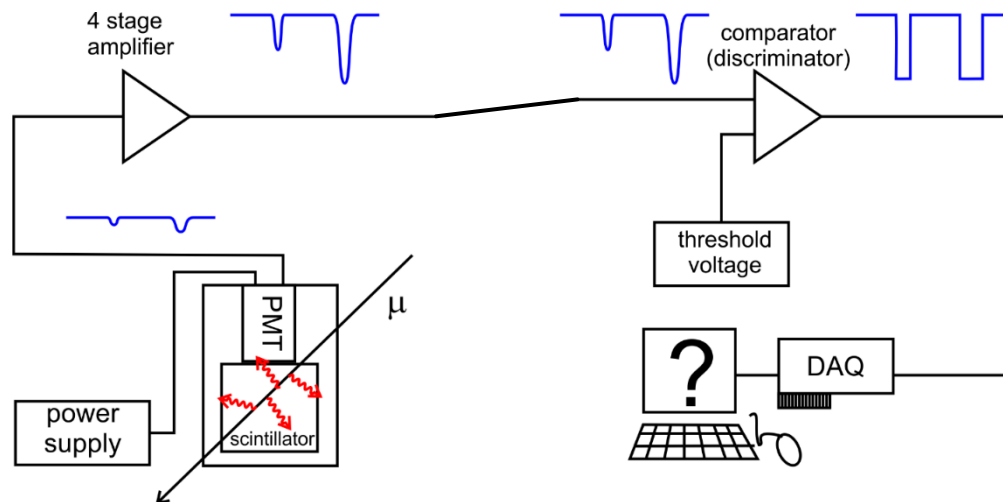 4 stage
amplifier
comparator
(discriminator)
threshold
voltage
PMT
μ
scintillator
power
supply
?
DAQ